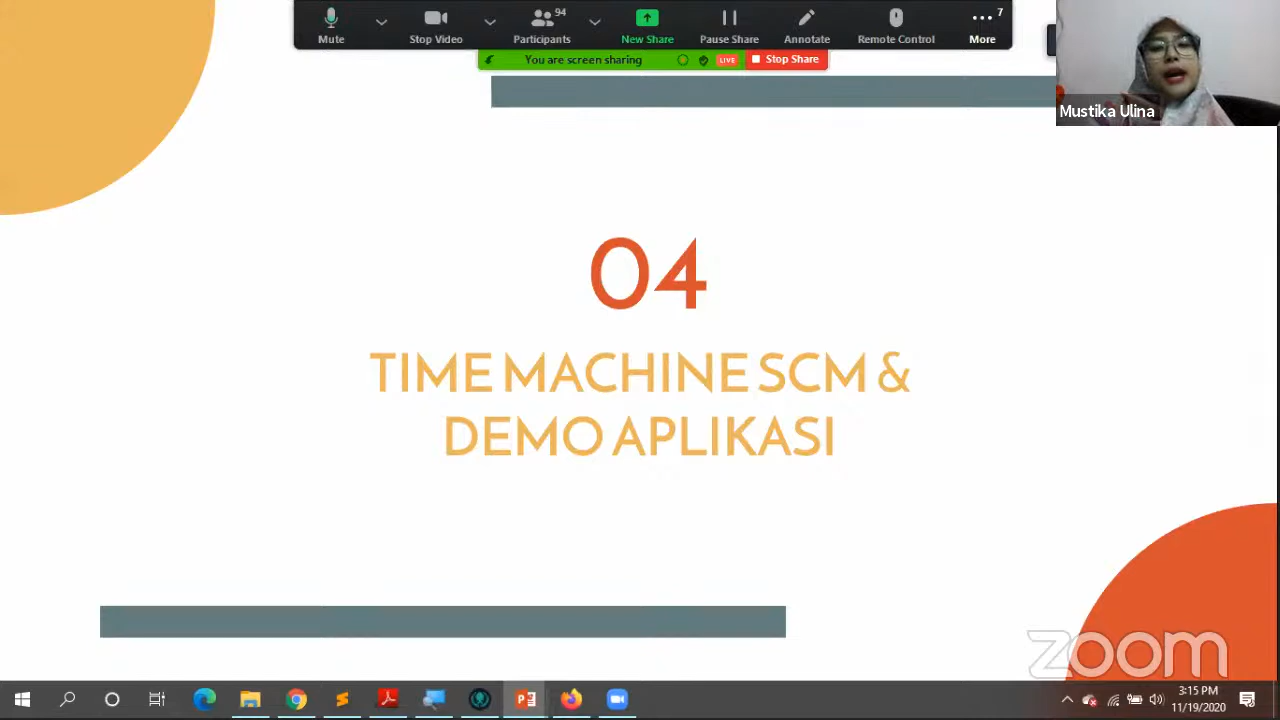 94
7
Mute
Stop Video
Participants
New Share
Pause Share
Annotate
Remote Control
More
You are screen sharing
LIVE
Stop Share
Mustika Ulina
04
TIME MACHINE SCM &
DEMO APLIKASI
zoom
3:15 PM
11/19/2020